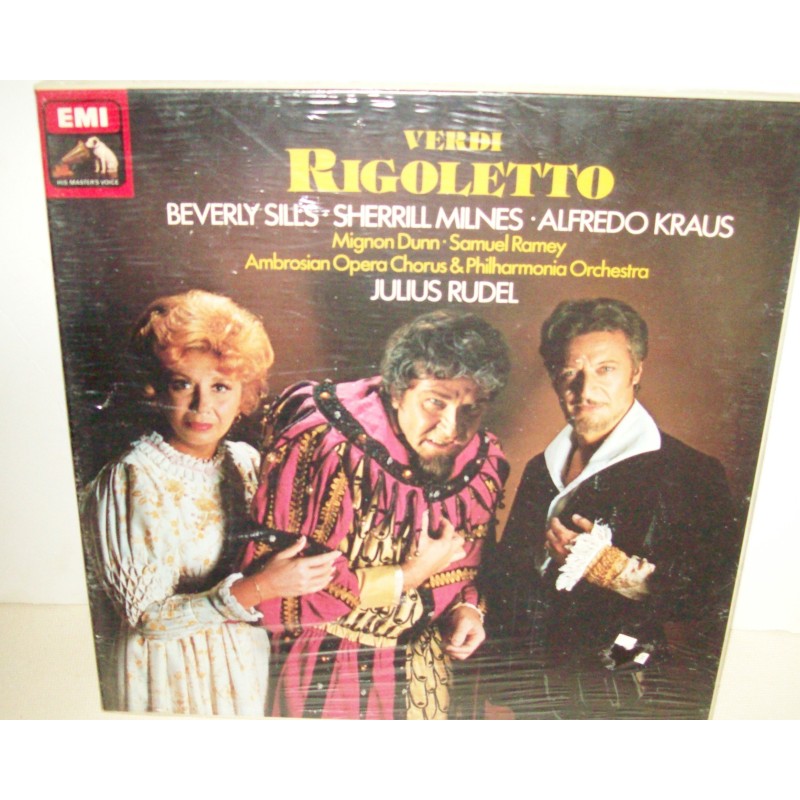 EMI
HIS MASTER'S VOICE
VERDI
RIGOLETTO
BEVERLY SILLS · SHERRILL MILNES · ALFREDO KRAUS
Mignon Dunn · Samuel Ramey
Ambrosian Opera Chorus & Philharmonia Orchestra
JULIUS RUDEL